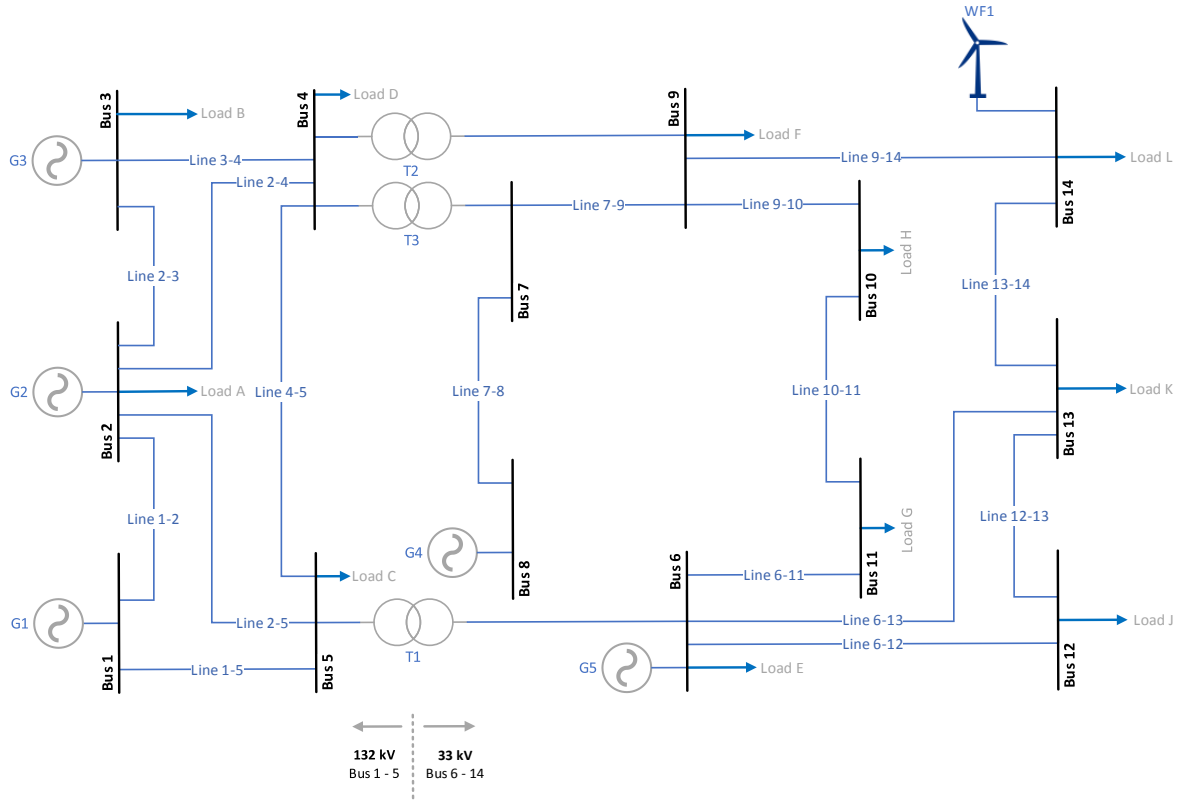 WF1
Bus 3
Load B
G3
Line 3-4
Bus 4
Load D
T2
Line 2-4
T3
Bus 9
Load F
Line 9-14
Load L
Bus 14
Line 7-9
Line 9-10
Load H
Bus 10
Line 2-3
Bus 7
Line 13-14
G2
Load A
Bus 2
Line 4-5
Line 7-8
Line 10-11
Load K
Bus 13
Line 1-2
G4
Bus 8
Load G
Bus 11
Line 12-13
G1
Bus 1
Line 2-5
Line 1-5
Load C
Bus 5
T1
Bus 6
Line 6-11
Line 6-13
Line 6-12
G5
Load E
Load J
Bus 12
132 kV
Bus 1 - 5
33 kV
Bus 6 - 14